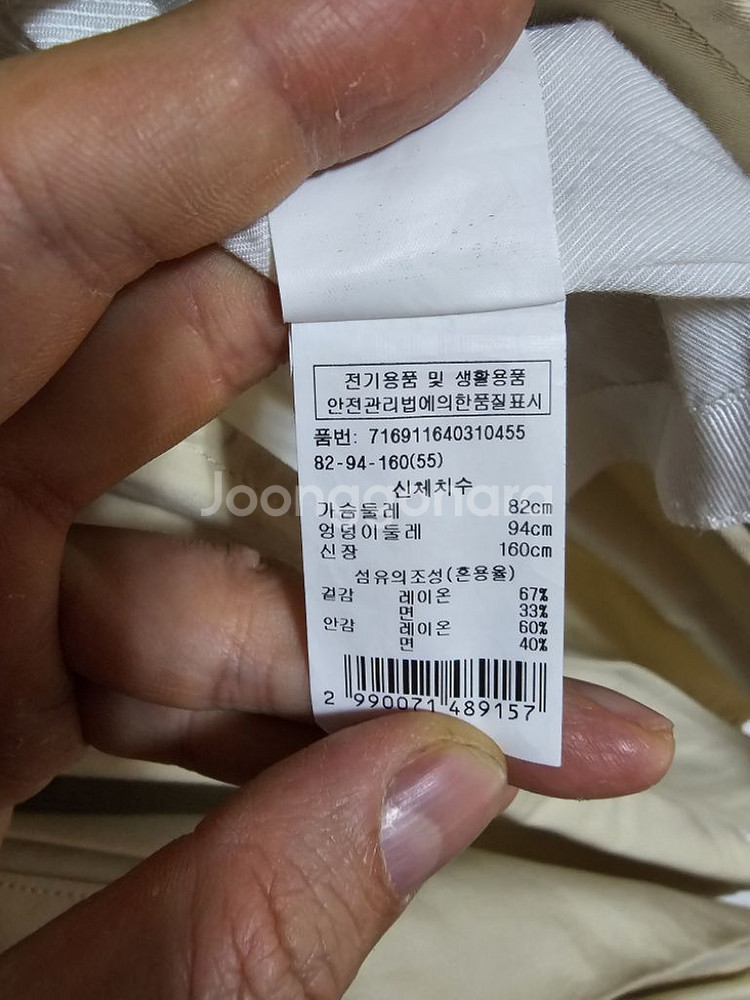 전기용품 및 생활용품
안전관리법에의한품질표시
품번: 716911640310455
82-94-160(55)
신체치수
Joonggonara
가슴둘레 82cm
엉덩이둘레 94cm
신장 160cm
섬유의조성(혼용율)
겉감 레이온 67%
면 33%
안감 레이온 60%
면 40%
2 990071 489157